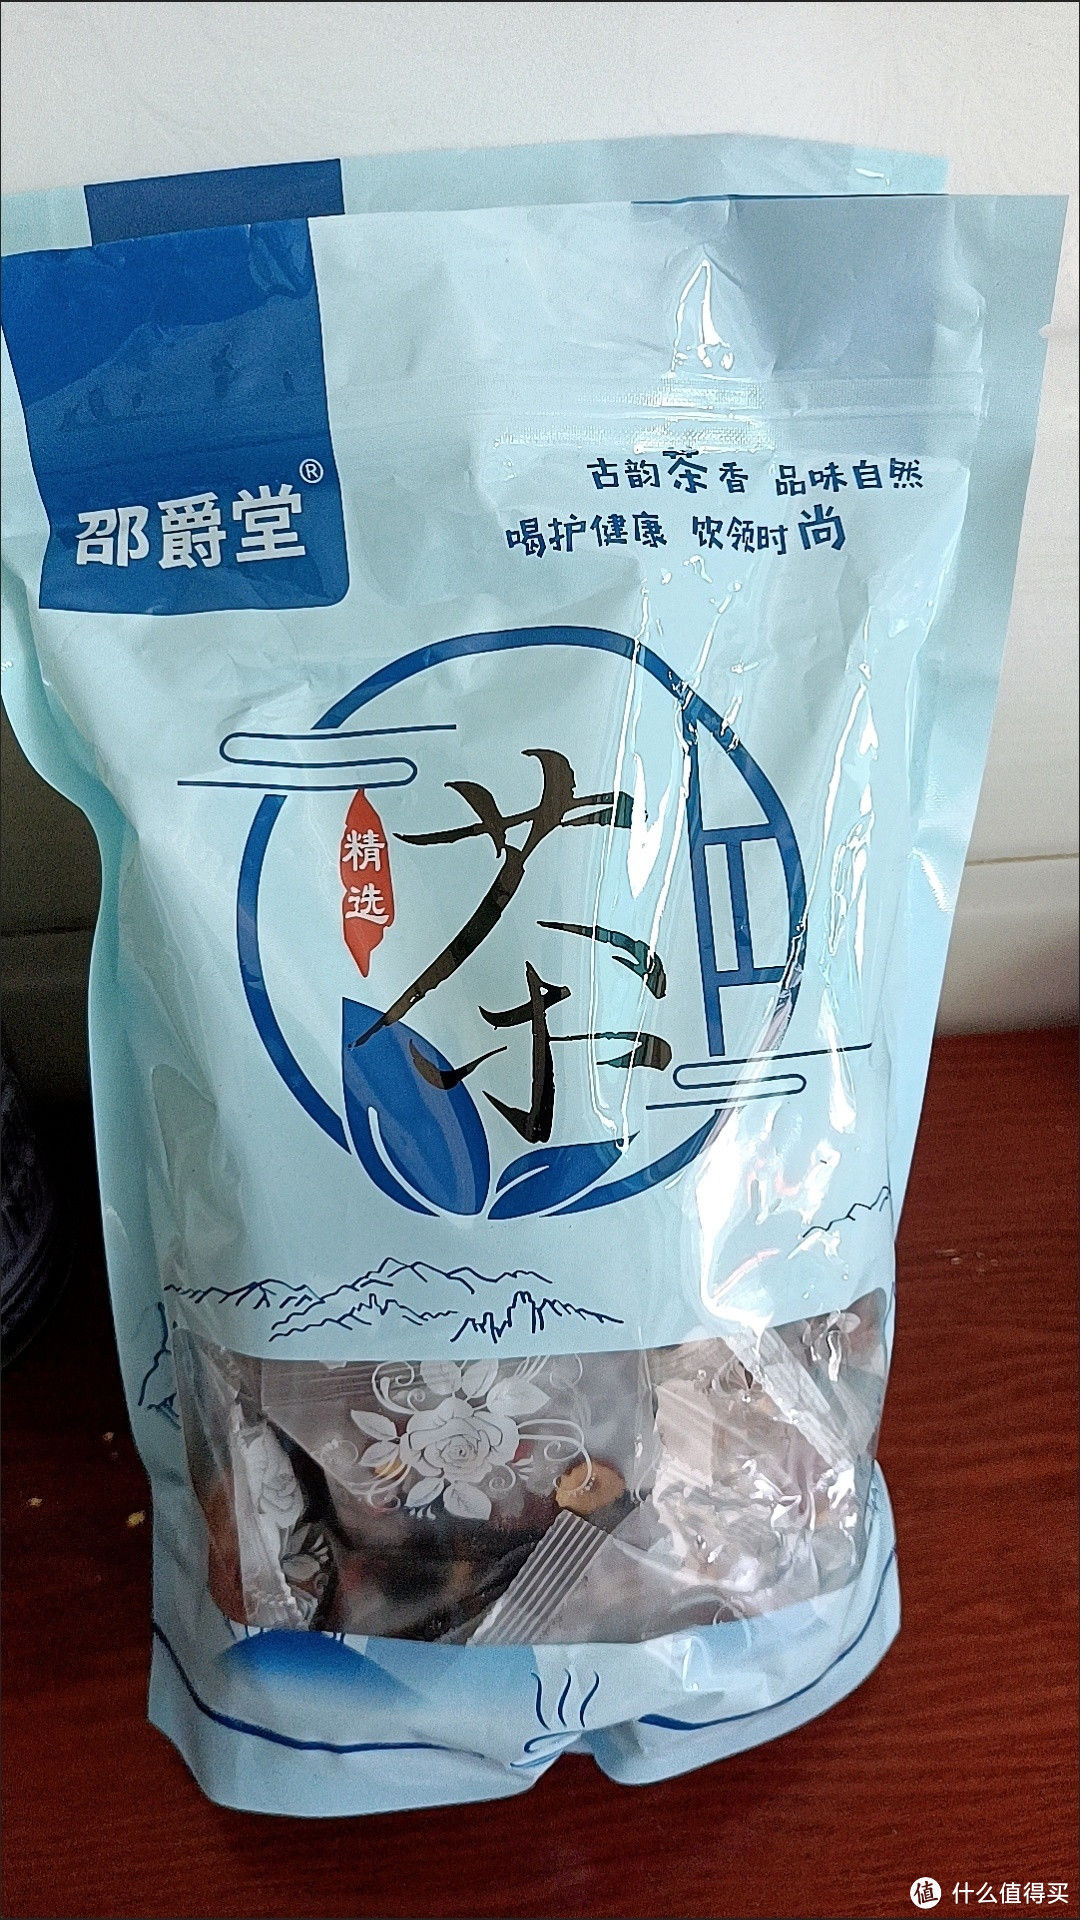 邵爵堂®
古韵茶香 品味自然
喝护健康 饮领时尚
精选
茶
值 什么值得买